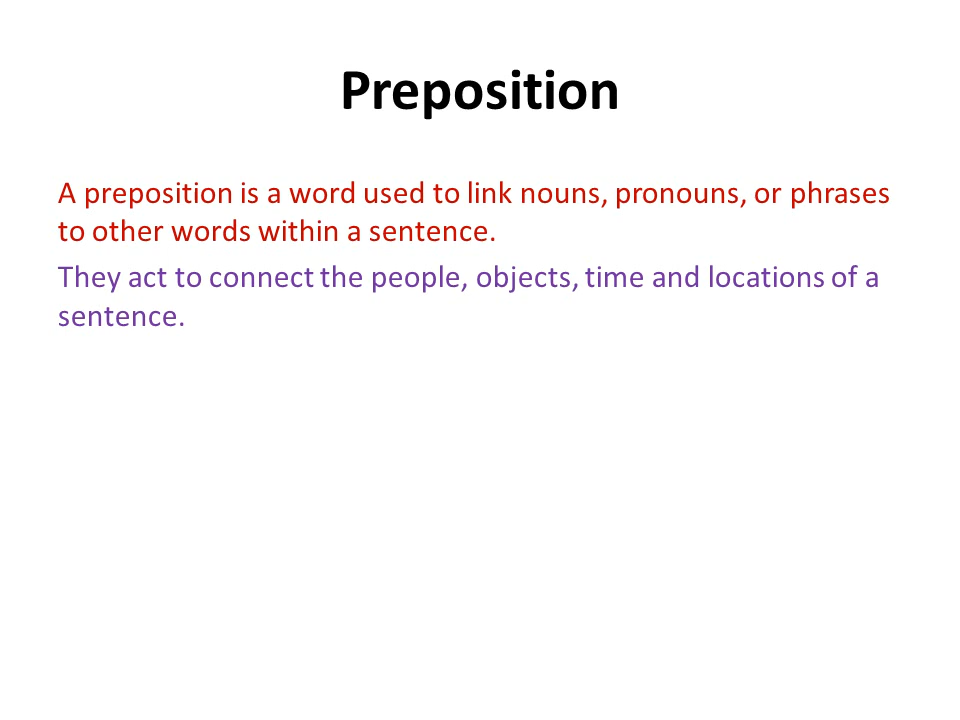 Preposition
A preposition is a word used to link nouns, pronouns, or phrases
to other words within a sentence.
They act to connect the people, objects, time and locations of a
sentence.